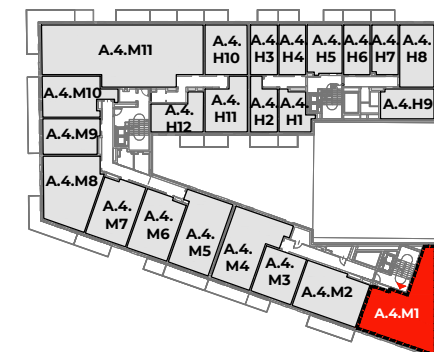 A.4.M11
A.4.
H10
A.4.
H3
A.4.
H4
A.4.
H5
A.4.
H6
A.4.
H7
A.4.
H8
A.4.M10
A.4.
H12
A.4.
H11
A.4.
H2
A.4.
H1
A.4.H9
A.4.M9
A.4.M8
A.4.
M7
A.4.
M6
A.4.
M5
A.4.
M4
A.4.
M3
A.4.M2
A.4.M1